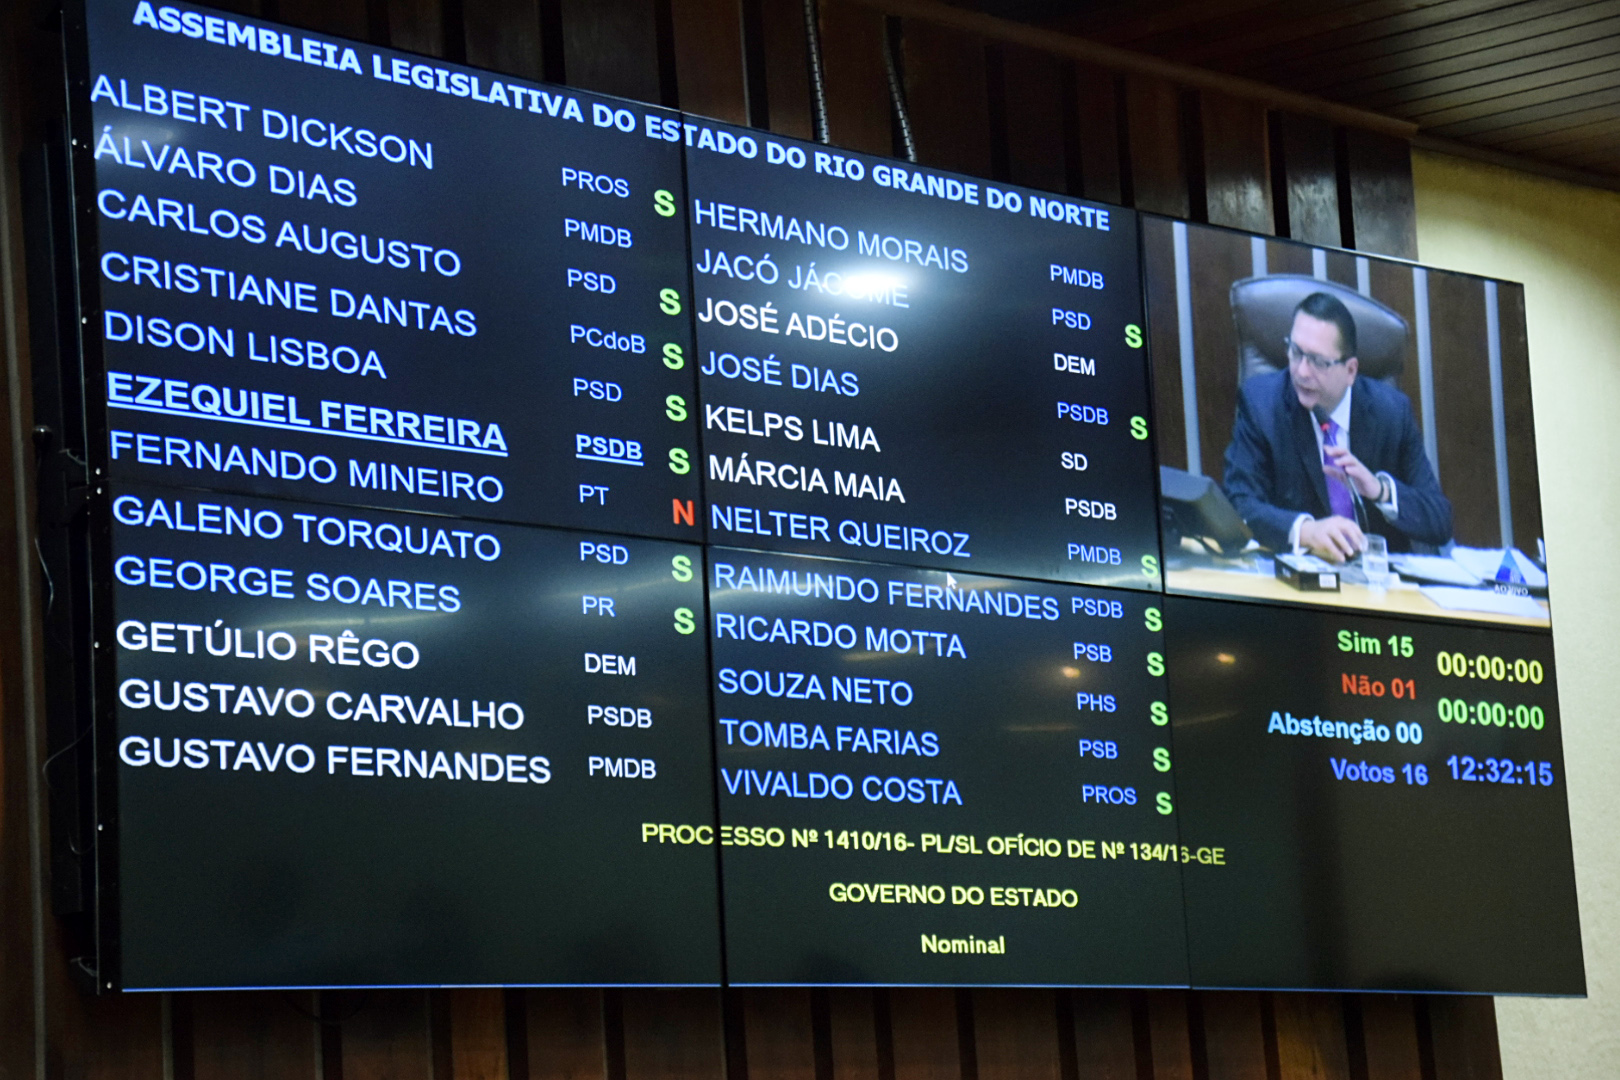 ASSEMBLEIA LEGISLATIVA DO ESTADO DO RIO GRANDE DO NORTE
ALBERT DICKSON PROS S
ÁLVARO DIAS PMDB
CARLOS AUGUSTO PSD S
CRISTIANE DANTAS PCdoB S
DISON LISBOA PSD S
EZEQUIEL FERREIRA PSDB S
FERNANDO MINEIRO PT N
GALENO TORQUATO PSD S
GEORGE SOARES PR S
GETÚLIO RÊGO DEM
GUSTAVO CARVALHO PSDB
GUSTAVO FERNANDES PMDB
HERMANO MORAIS PMDB
JACÓ JÁCOME PSD S
JOSÉ ADÉCIO DEM
JOSÉ DIAS PSDB S
KELPS LIMA SD
MÁRCIA MAIA PSDB
NELTER QUEIROZ PMDB S
RAIMUNDO FERNANDES PSDB S
RICARDO MOTTA PSB S
SOUZA NETO PHS S
TOMBA FARIAS PSB S
VIVALDO COSTA PROS S
AO VIVO
Sim 15 00:00:00
Não 01 00:00:00
Abstenção 00
Votos 16 12:32:15
PROCESSO Nº 1410/16- PL/SL OFÍCIO DE Nº 134/16-GE
GOVERNO DO ESTADO
Nominal